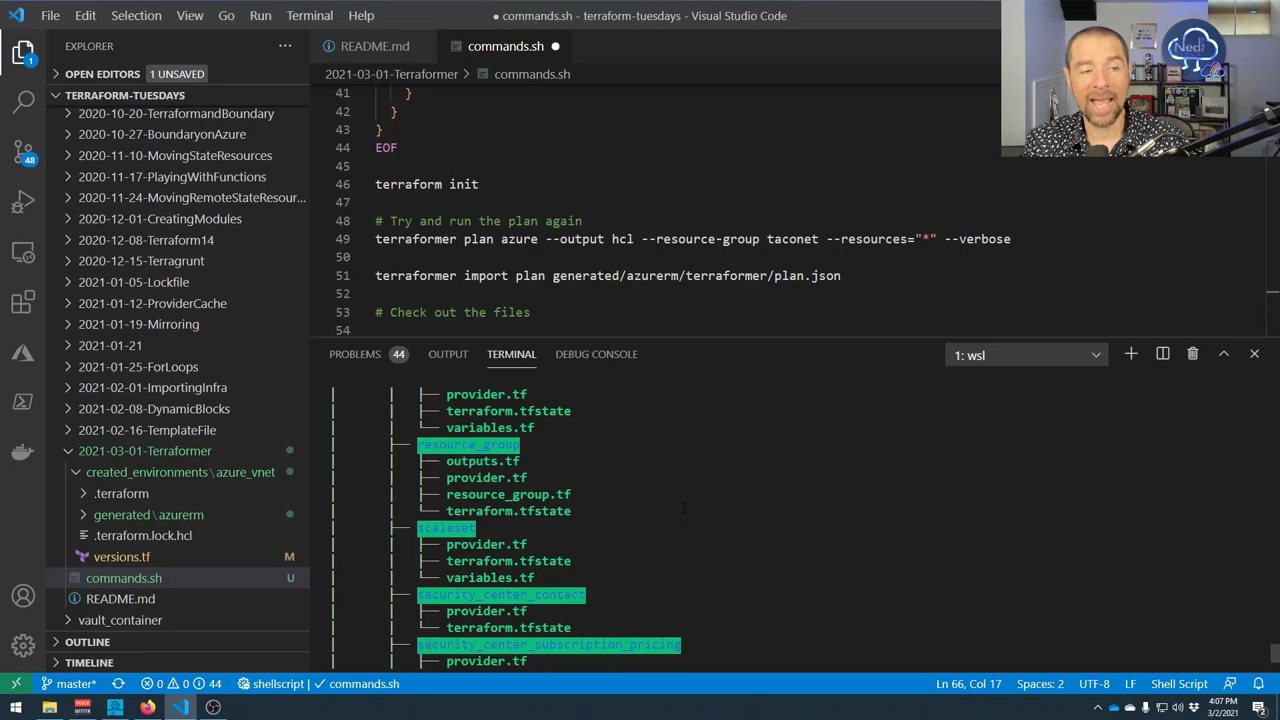 File Edit Selection View Go Run Terminal Help
● commands.sh - terraform-tuesdays - Visual Studio Code
EXPLORER
README.md
commands.sh ●
OPEN EDITORS 1 UNSAVED
2021-03-01-Terraformer > commands.sh
TERRAFORM-TUESDAYS
2020-10-20-TerraformandBoundary
2020-10-27-BoundaryonAzure
2020-11-10-MovingStateResources
2020-11-17-PlayingWithFunctions
2020-11-24-MovingRemoteStateResour...
2020-12-01-CreatingModules
2020-12-08-Terraform14
2020-12-15-Terragrunt
2021-01-05-Lockfile
2021-01-12-ProviderCache
2021-01-19-Mirroring
2021-01-21
2021-01-25-ForLoops
2021-02-01-ImportingInfra
2021-02-08-DynamicBlocks
2021-02-16-TemplateFile
2021-03-01-Terraformer
created_environments\azure_vnet
.terraform
generated\azurerm
.terraform.lock.hcl
versions.tf M
commands.sh U
README.md
vault_container
OUTLINE
TIMELINE
1
48
41 }
42 }
43 }
44 EOF
45
46 terraform init
47
48 # Try and run the plan again
49 terraformer plan azure --output hcl --resource-group taconet --resources="*" --verbose
50
51 terraformer import plan generated/azurerm/terraformer/plan.json
52
53 # Check out the files
54
PROBLEMS 44 OUTPUT TERMINAL DEBUG CONSOLE
1: wsl
│ │ ├── provider.tf
│ │ ├── terraform.tfstate
│ │ └── variables.tf
│ ├── resource_group
│ │ ├── outputs.tf
│ │ ├── provider.tf
│ │ ├── resource_group.tf
│ │ └── terraform.tfstate
│ ├── scaleset
│ │ ├── provider.tf
│ │ ├── terraform.tfstate
│ │ └── variables.tf
│ ├── security_center_contact
│ │ ├── provider.tf
│ │ └── terraform.tfstate
│ ├── security_center_subscription_pricing
│ │ ├── provider.tf
master* 0 0 44 shellscript commands.sh
Ln 66, Col 17 Spaces: 2 UTF-8 LF Shell Script
4:07 PM
3/2/2021
2
Ned